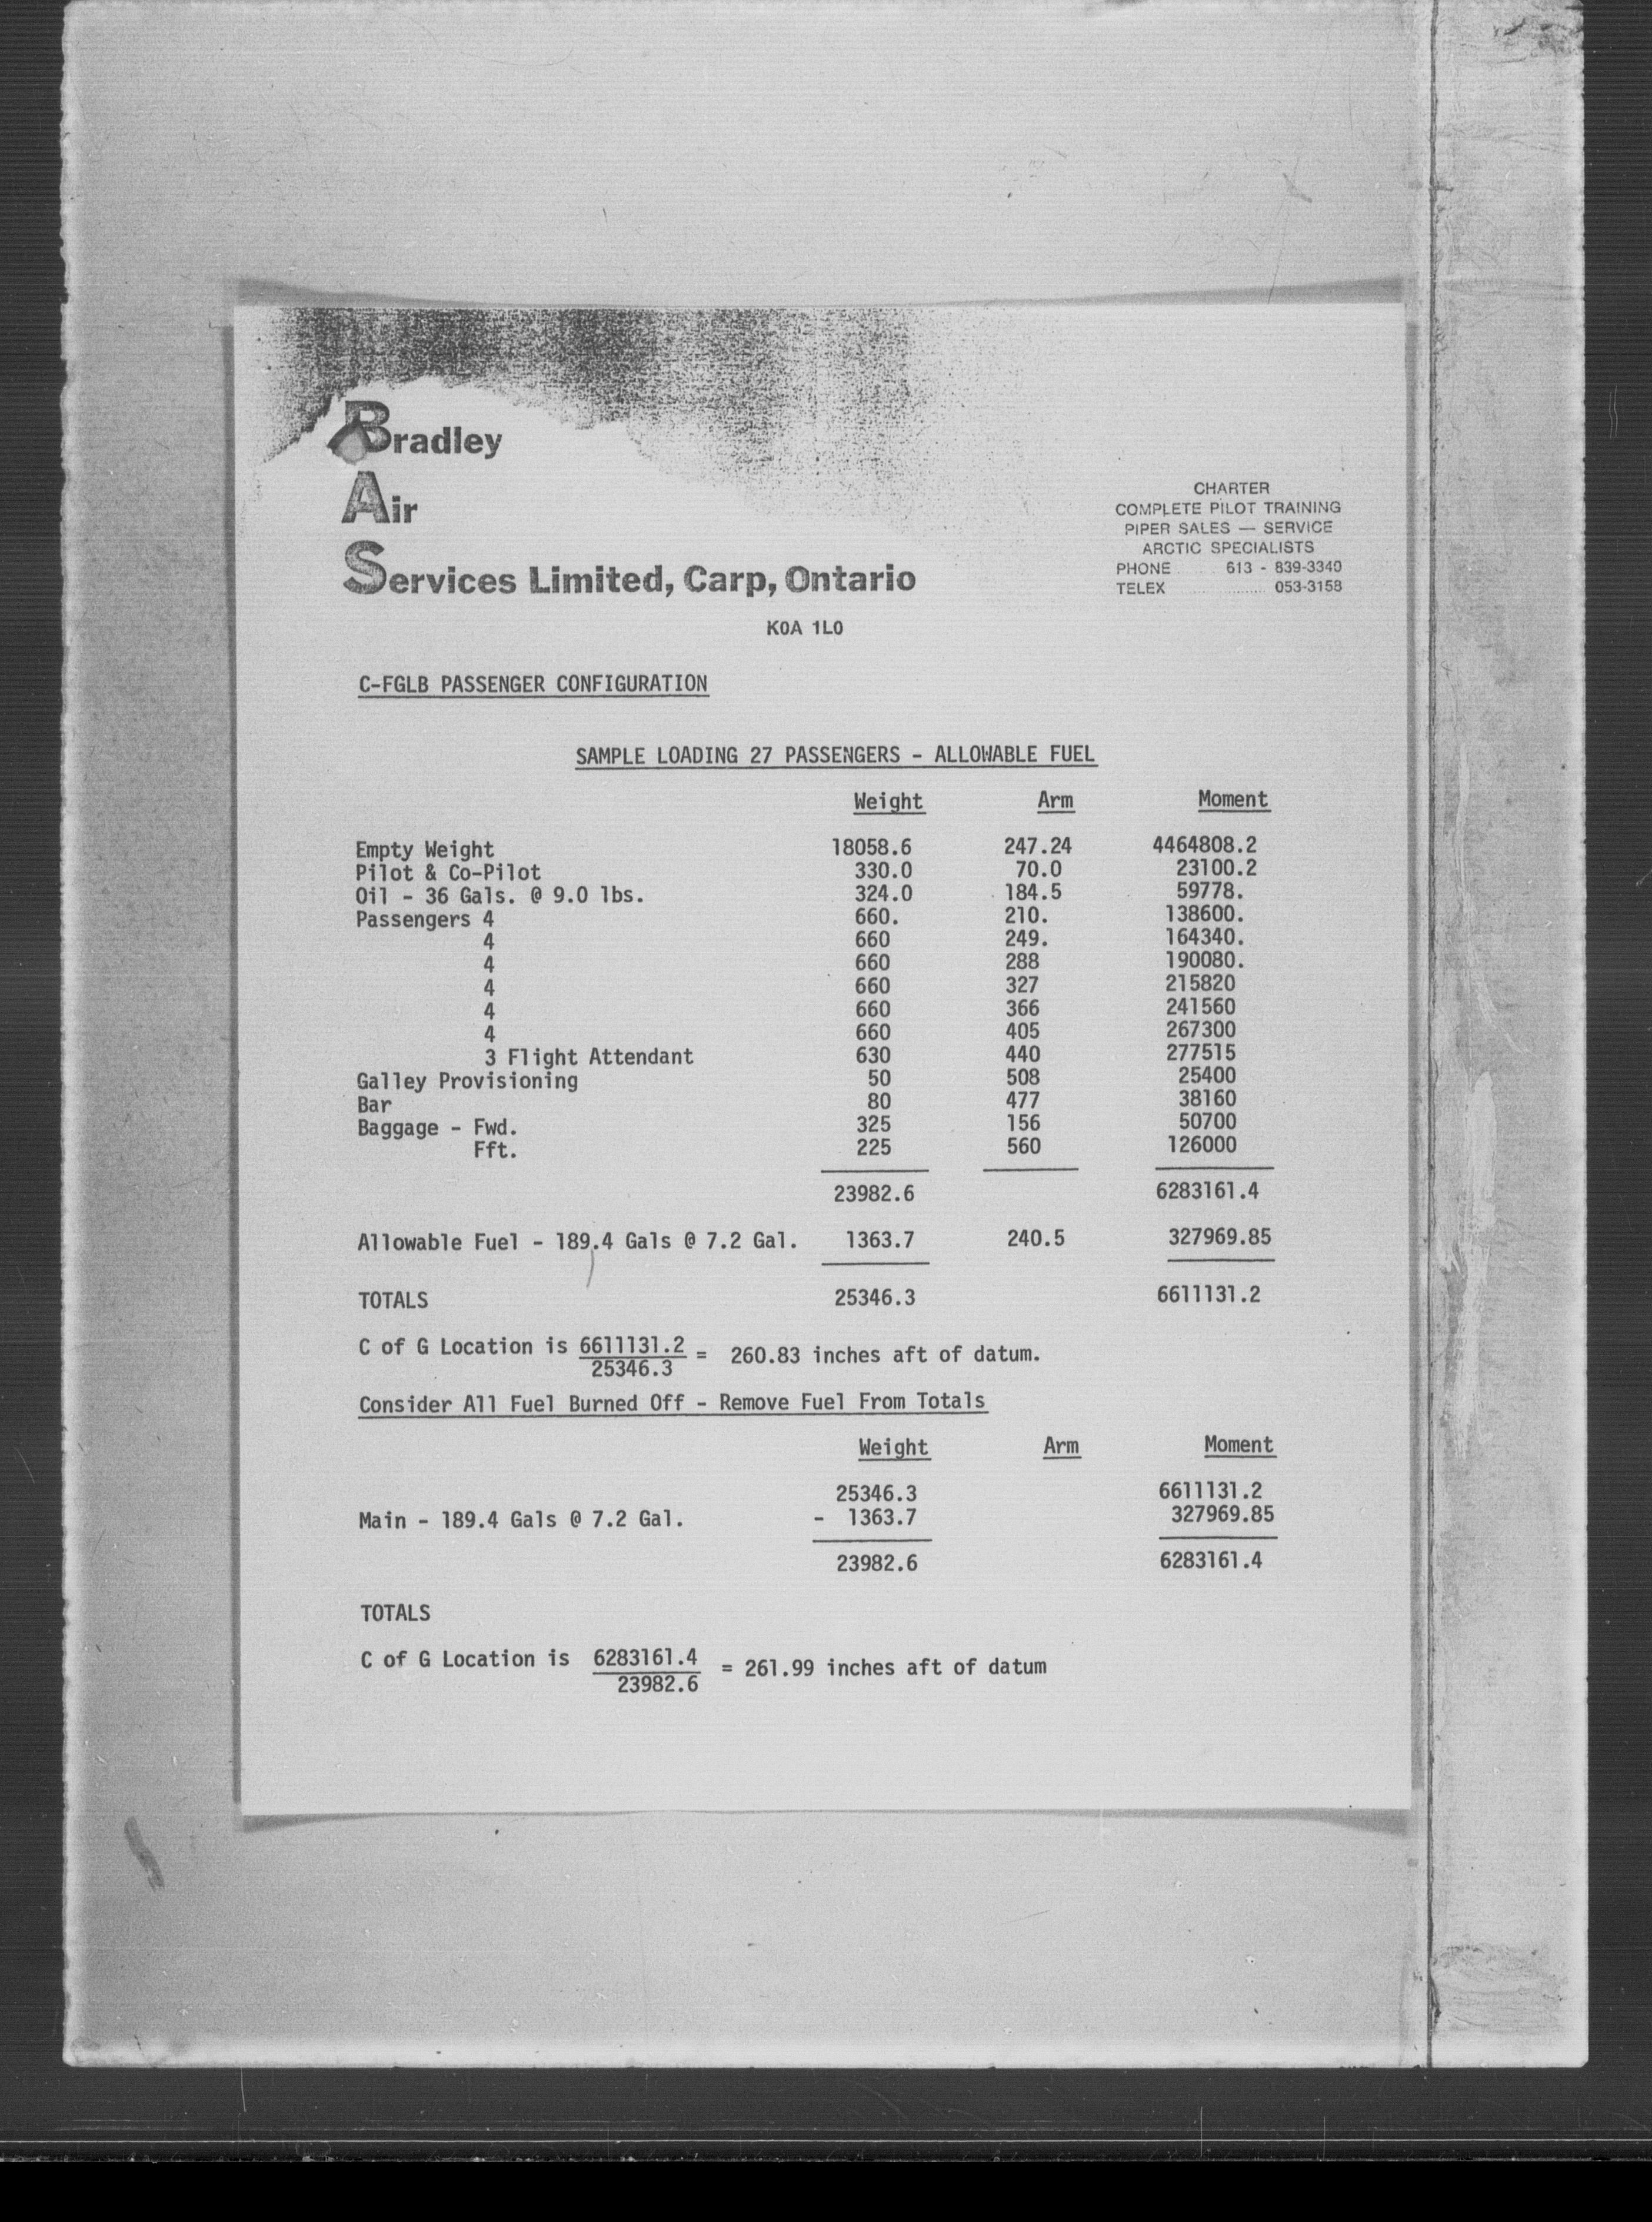 Bradley
Air
Services Limited, Carp, Ontario
K0A 1L0
CHARTER
COMPLETE PILOT TRAINING
PIPER SALES — SERVICE
ARCTIC SPECIALISTS
PHONE 613 - 839-3340
TELEX ............ 053-3158
C-FGLB PASSENGER CONFIGURATION
SAMPLE LOADING 27 PASSENGERS - ALLOWABLE FUEL
Weight Arm Moment
Empty Weight 18058.6 247.24 4464808.2
Pilot & Co-Pilot 330.0 70.0 23100.2
Oil - 36 Gals. @ 9.0 lbs. 324.0 184.5 59778.
Passengers 4 660. 210. 138600.
4 660 249. 164340.
4 660 288 190080.
4 660 327 215820
4 660 366 241560
4 660 405 267300
3 Flight Attendant 630 440 277515
Galley Provisioning 50 508 25400
Bar 80 477 38160
Baggage - Fwd. 325 156 50700
Fft. 225 560 126000
23982.6 6283161.4
Allowable Fuel - 189.4 Gals @ 7.2 Gal. 1363.7 240.5 327969.85
TOTALS 25346.3 6611131.2
C of G Location is 6611131.2 = 260.83 inches aft of datum.
25346.3
Consider All Fuel Burned Off - Remove Fuel From Totals
Weight Arm Moment
25346.3 6611131.2
Main - 189.4 Gals @ 7.2 Gal. - 1363.7 327969.85
23982.6 6283161.4
TOTALS
C of G Location is 6283161.4 = 261.99 inches aft of datum
23982.6